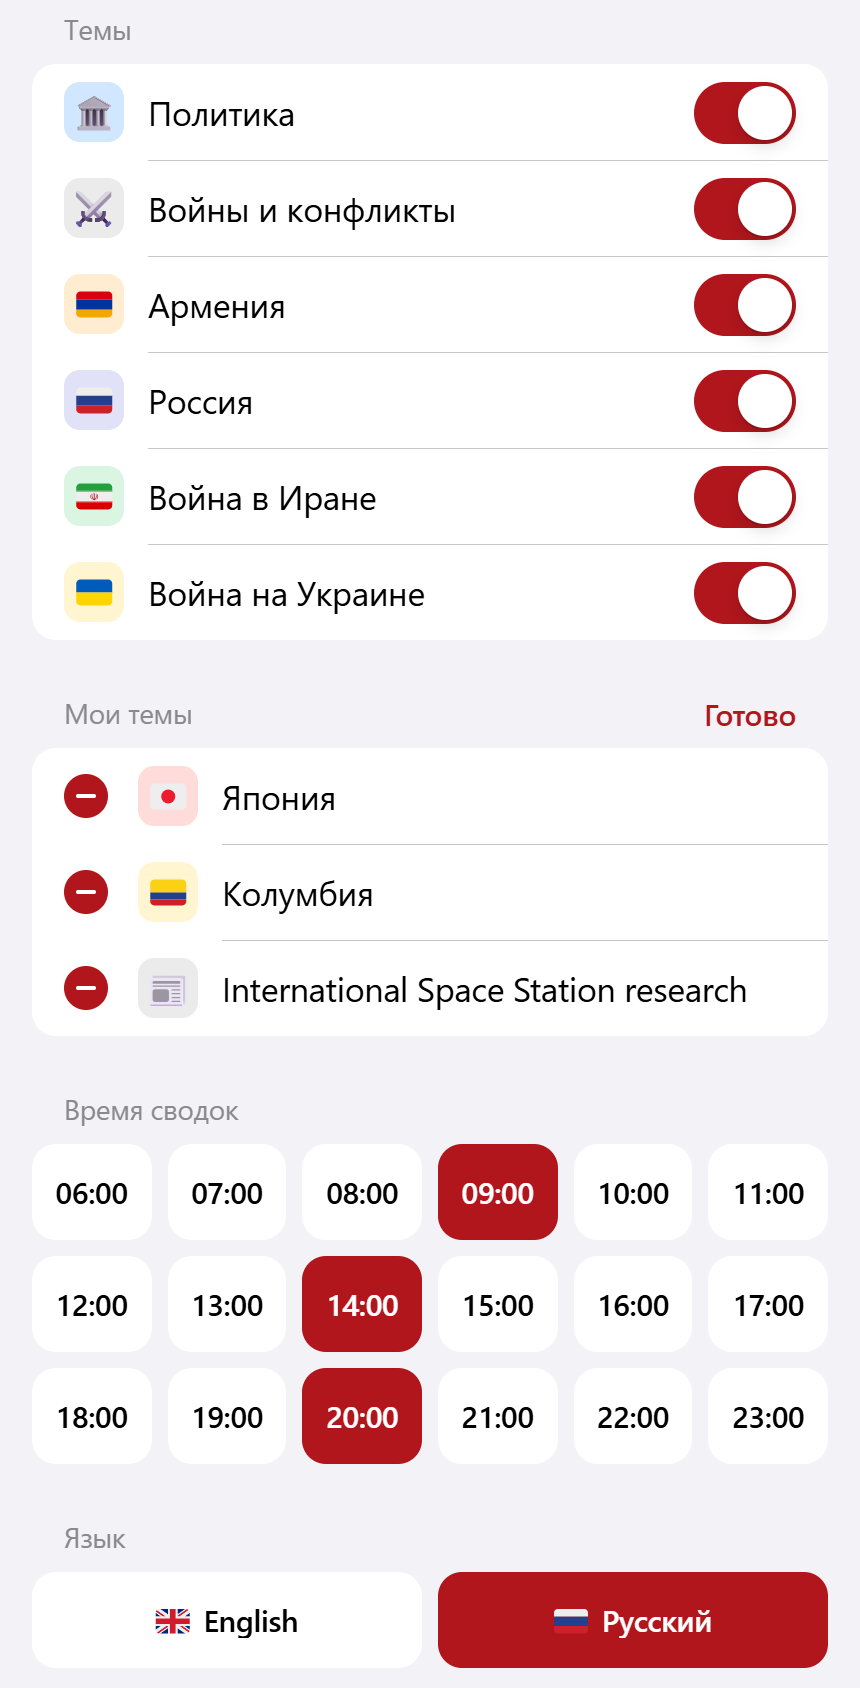 Темы
Политика
Войны и конфликты
Армения
Россия
Война в Иране
Война на Украине
Мои темы Готово
Япония
Колумбия
International Space Station research
Время сводок
06:00 07:00 08:00 09:00 10:00 11:00
12:00 13:00 14:00 15:00 16:00 17:00
18:00 19:00 20:00 21:00 22:00 23:00
Язык
English Русский